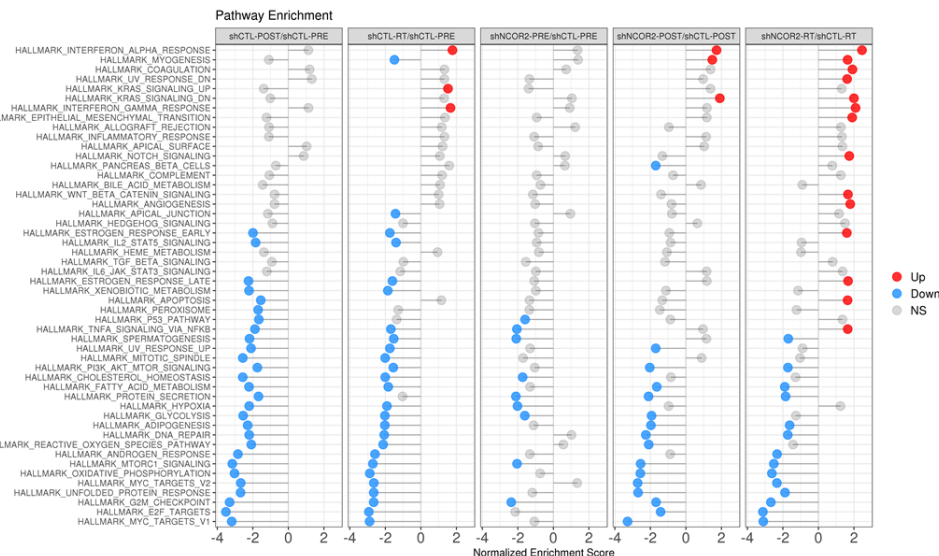 Pathway Enrichment
shCTL-POST/shCTL-PRE
shCTL-RT/shCTL-PRE
shNCOR2-PRE/shCTL-PRE
shNCOR2-POST/shCTL-POST
shNCOR2-RT/shCTL-RT
HALLMARK_INTERFERON_ALPHA_RESPONSE
HALLMARK_MYOGENESIS
HALLMARK_COAGULATION
HALLMARK_UV_RESPONSE_DN
HALLMARK_KRAS_SIGNALING_UP
HALLMARK_KRAS_SIGNALING_DN
HALLMARK_INTERFERON_GAMMA_RESPONSE
LMARK_EPITHELIAL_MESENCHYMAL_TRANSITION
HALLMARK_ALLOGRAFT_REJECTION
HALLMARK_INFLAMMATORY_RESPONSE
HALLMARK_APICAL_SURFACE
HALLMARK_NOTCH_SIGNALING
HALLMARK_PANCREAS_BETA_CELLS
HALLMARK_COMPLEMENT
HALLMARK_BILE_ACID_METABOLISM
HALLMARK_WNT_BETA_CATENIN_SIGNALING
HALLMARK_ANGIOGENESIS
HALLMARK_APICAL_JUNCTION
HALLMARK_HEDGEHOG_SIGNALING
HALLMARK_ESTROGEN_RESPONSE_EARLY
HALLMARK_IL2_STAT5_SIGNALING
HALLMARK_HEME_METABOLISM
HALLMARK_TGF_BETA_SIGNALING
HALLMARK_IL6_JAK_STAT3_SIGNALING
HALLMARK_ESTROGEN_RESPONSE_LATE
HALLMARK_XENOBIOTIC_METABOLISM
HALLMARK_APOPTOSIS
HALLMARK_PEROXISOME
HALLMARK_P53_PATHWAY
HALLMARK_TNFA_SIGNALING_VIA_NFKB
HALLMARK_SPERMATOGENESIS
HALLMARK_UV_RESPONSE_UP
HALLMARK_MITOTIC_SPINDLE
HALLMARK_PI3K_AKT_MTOR_SIGNALING
HALLMARK_CHOLESTEROL_HOMEOSTASIS
HALLMARK_FATTY_ACID_METABOLISM
HALLMARK_PROTEIN_SECRETION
HALLMARK_HYPOXIA
HALLMARK_GLYCOLYSIS
HALLMARK_ADIPOGENESIS
HALLMARK_DNA_REPAIR
LMARK_REACTIVE_OXYGEN_SPECIES_PATHWAY
HALLMARK_ANDROGEN_RESPONSE
HALLMARK_MTORC1_SIGNALING
HALLMARK_OXIDATIVE_PHOSPHORYLATION
HALLMARK_MYC_TARGETS_V2
HALLMARK_UNFOLDED_PROTEIN_RESPONSE
HALLMARK_G2M_CHECKPOINT
HALLMARK_E2F_TARGETS
HALLMARK_MYC_TARGETS_V1
Up
Down
NS
-4 -2 0 2 -4 -2 0 2 -4 -2 0 2 -4 -2 0 2 -4 -2 0 2
Normalized Enrichment Score